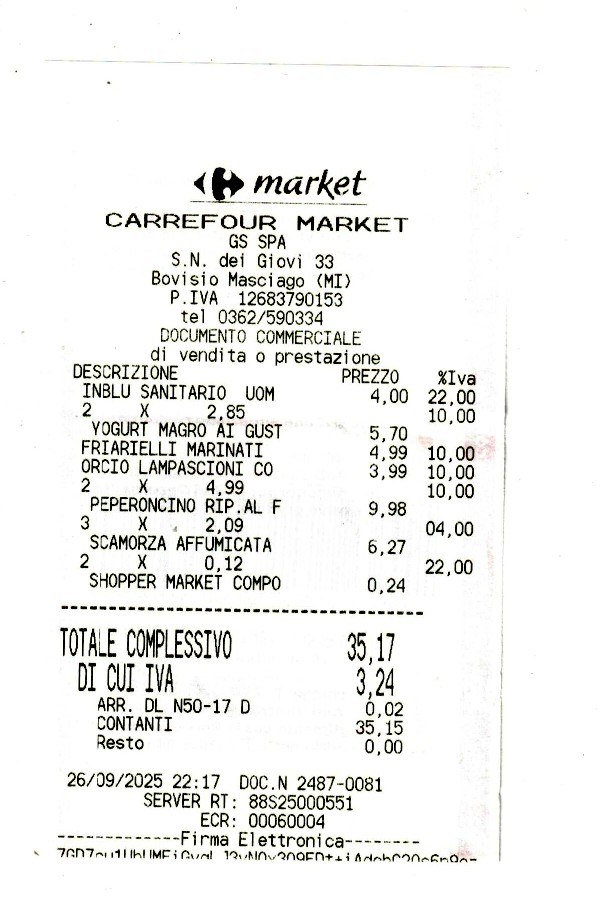 market
CARREFOUR MARKET
GS SPA
S.N. dei Giovi 33
Bovisio Masciago (MI)
P.IVA 12683790153
tel 0362/590334
DOCUMENTO COMMERCIALE
di vendita o prestazione
DESCRIZIONE PREZZO %Iva
INBLU SANITARIO UOM 4,00 22,00
2 X 2,85 10,00
YOGURT MAGRO AI GUST 5,70
FRIARIELLI MARINATI 4,99 10,00
ORCIO LAMPASCIONI CO 3,99 10,00
2 X 4,99 10,00
PEPERONCINO RIP.AL F 9,98
3 X 2,09 04,00
SCAMORZA AFFUMICATA 6,27
2 X 0,12 22,00
SHOPPER MARKET COMPO 0,24
TOTALE COMPLESSIVO 35,17
DI CUI IVA 3,24
ARR. DL N50-17 D 0,02
CONTANTI 35,15
Resto 0,00
26/09/2025 22:17 DOC.N 2487-0081
SERVER RT: 88S25000551
ECR: 00060004
------------Firma Elettronica--------